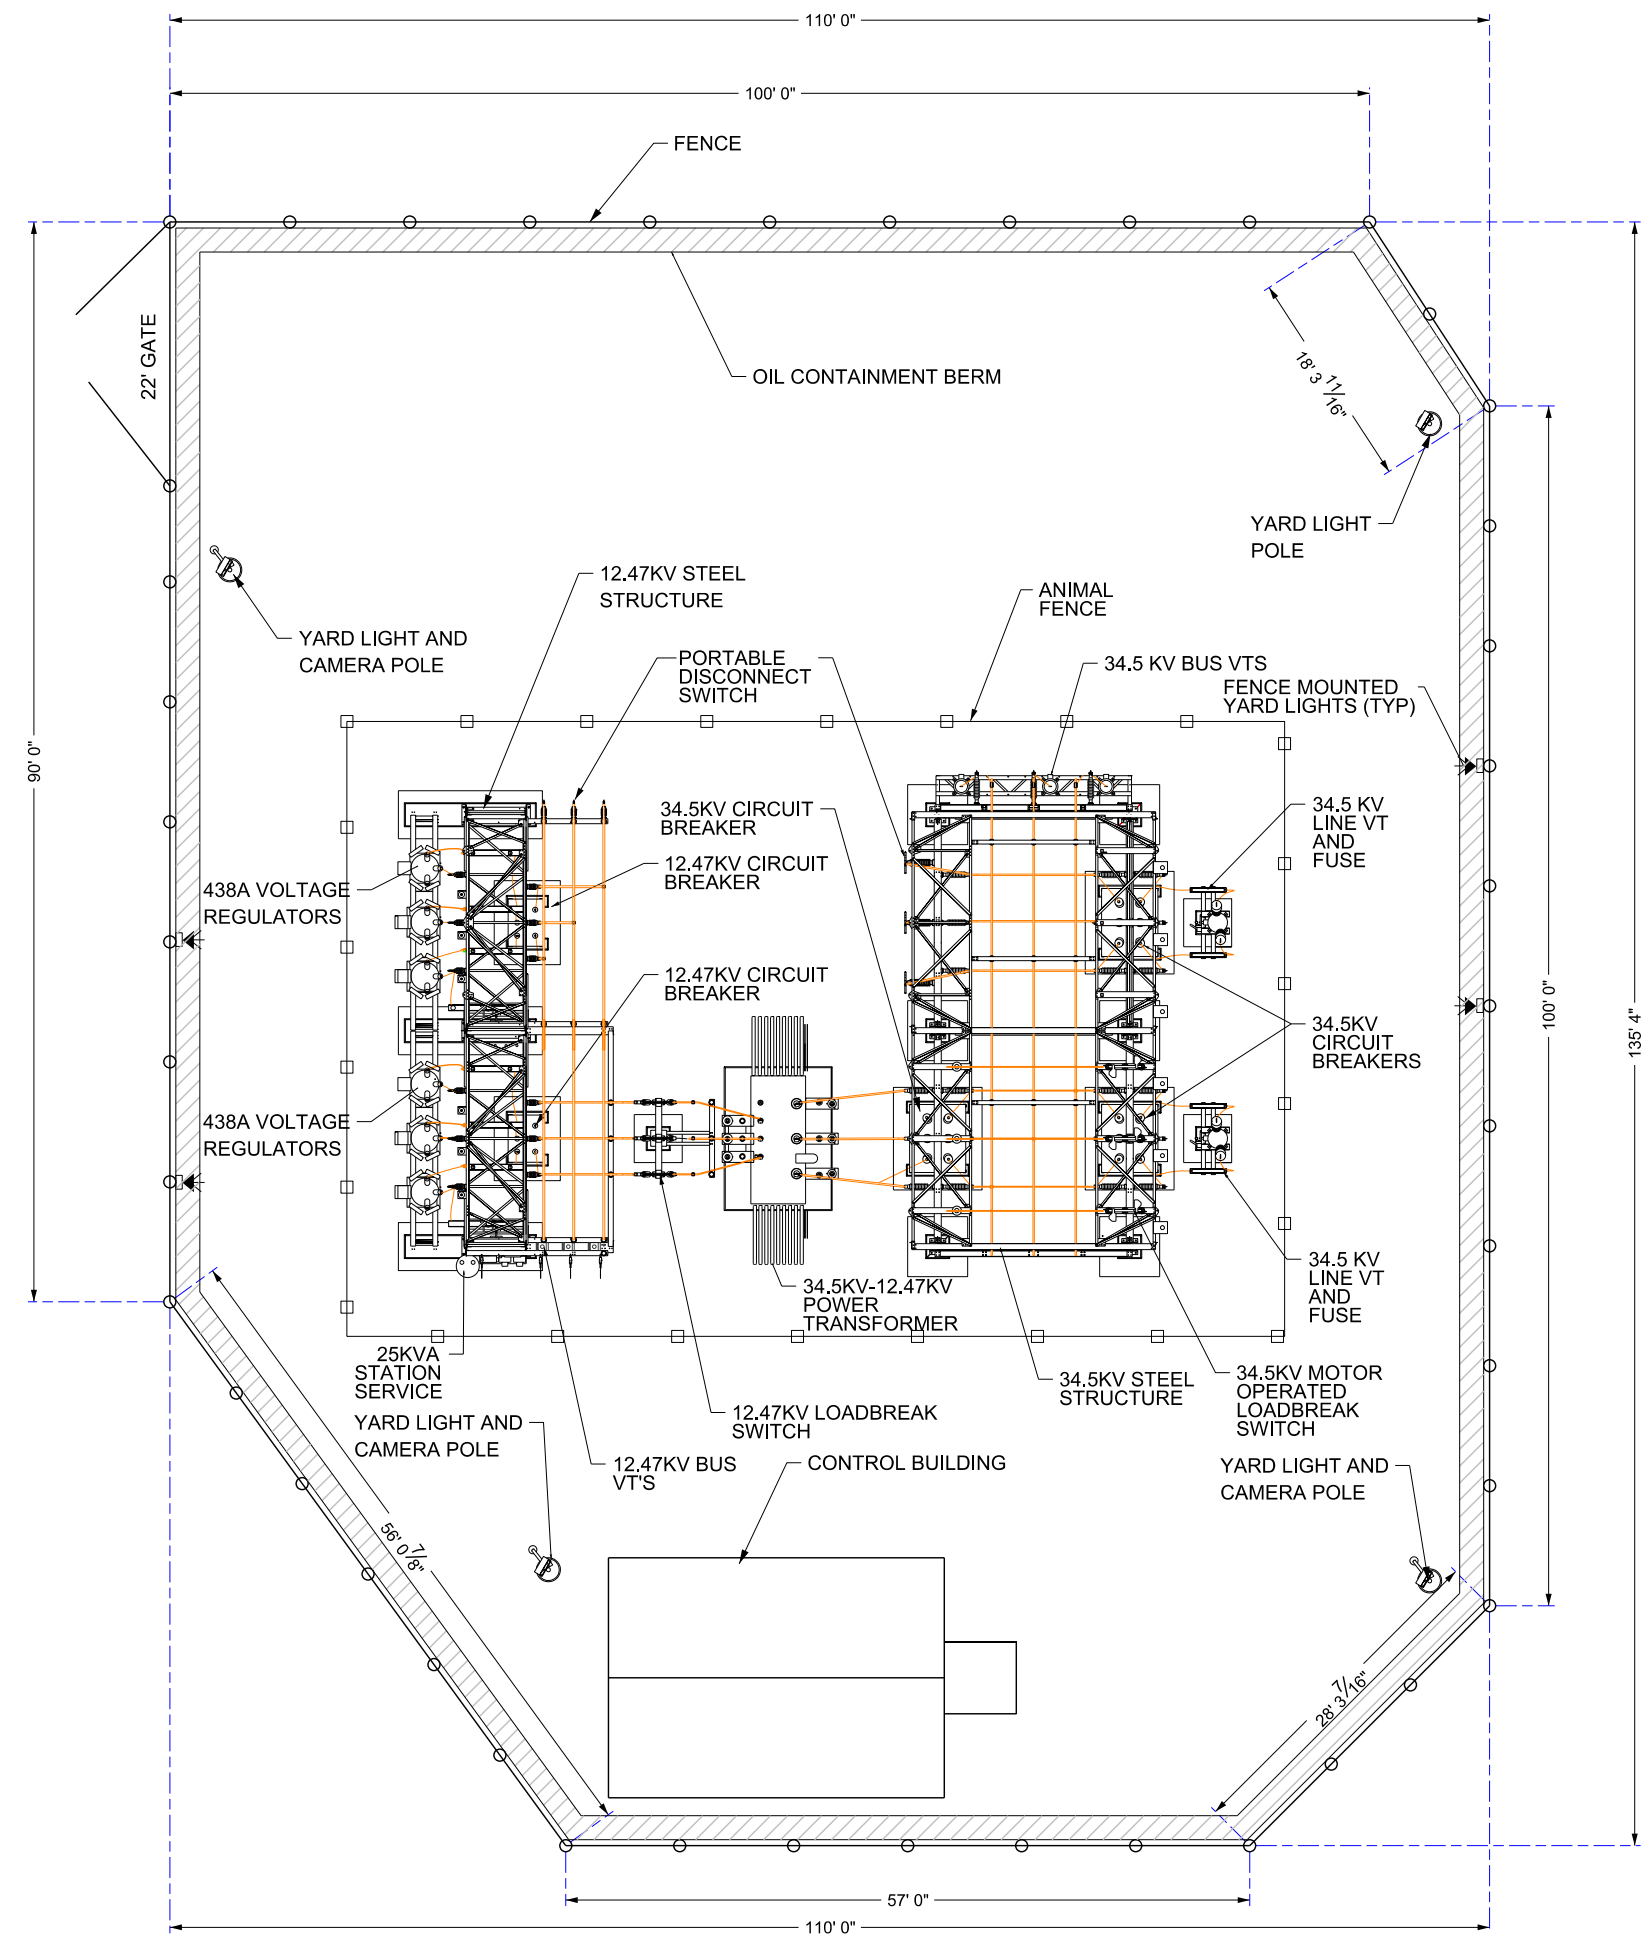 110' 0"
100' 0"
FENCE
22' GATE
OIL CONTAINMENT BERM
18' 3 11/16"
YARD LIGHT
POLE
12.47KV STEEL
STRUCTURE
ANIMAL
FENCE
YARD LIGHT AND
CAMERA POLE
PORTABLE
DISCONNECT
SWITCH
34.5 KV BUS VTS
FENCE MOUNTED
YARD LIGHTS (TYP)
90' 0"
34.5KV CIRCUIT
BREAKER
34.5 KV
LINE VT
AND
FUSE
12.47KV CIRCUIT
BREAKER
438A VOLTAGE
REGULATORS
12.47KV CIRCUIT
BREAKER
34.5KV
CIRCUIT
BREAKERS
100' 0"
135' 4"
438A VOLTAGE
REGULATORS
34.5KV-12.47KV
POWER
TRANSFORMER
34.5 KV
LINE VT
AND
FUSE
25KVA
STATION
SERVICE
34.5KV STEEL
STRUCTURE
34.5KV MOTOR
OPERATED
LOADBREAK
SWITCH
YARD LIGHT AND
CAMERA POLE
12.47KV LOADBREAK
SWITCH
12.47KV BUS
VT'S
CONTROL BUILDING
YARD LIGHT AND
CAMERA POLE
56' 0 7/8"
28' 3 7/16"
57' 0"
110' 0"